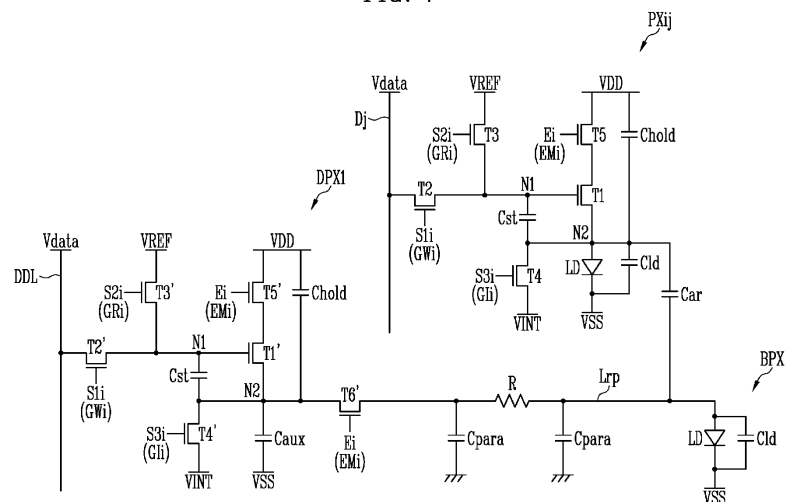 PXij
Vdata
VREF
VDD
Dj
S2i
(GRi)
T3
Ei
(EMi)
T5
Chold
T2
N1
T1
S1i
(GWi)
Cst
N2
S3i
(GIi)
T4
VINT
LD
Cld
VSS
Car
DPX1
Vdata
VREF
VDD
DDL
S2i
(GRi)
T3'
Ei
(EMi)
T5'
Chold
T2'
N1
T1'
S1i
(GWi)
Cst
N2
T6'
Ei
(EMi)
R
Lrp
BPX
S3i
(GIi)
T4'
VINT
Caux
VSS
Cpara
Cpara
LD
Cld
VSS